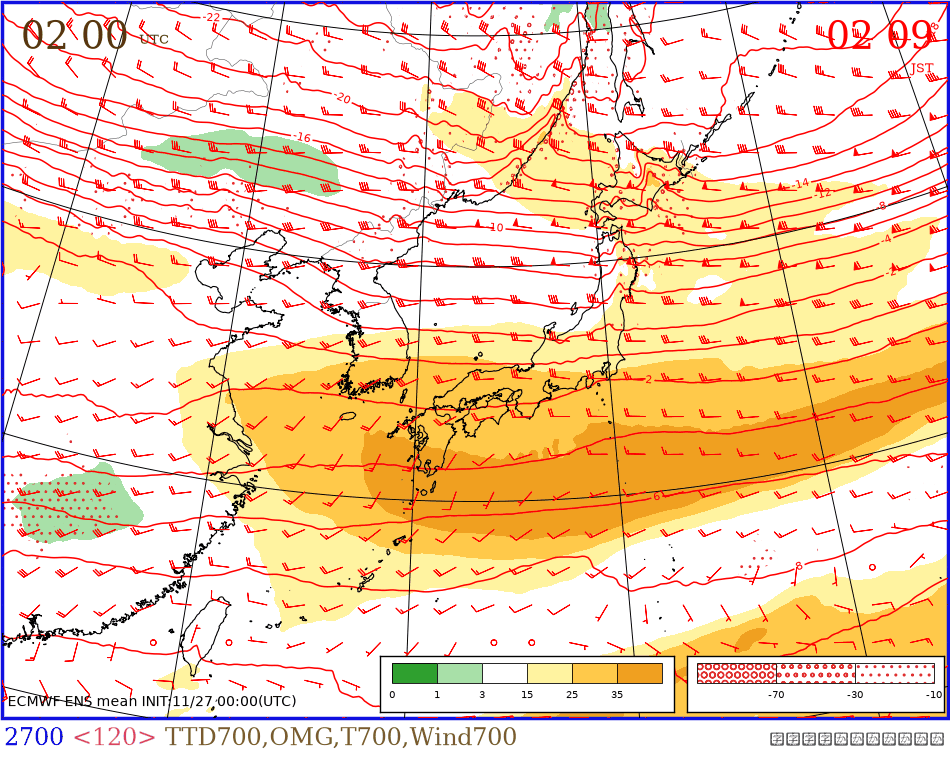 02 00 UTC
02 09 JST
-22
-20
-16
-14
-12
-8
10
-4
-2
2
6
8
0 1 3 15 25 35
-70 -30 -10
ECMWF ENS mean INIT:11/27 00:00(UTC)
2700 <120> TTD700,OMG,T700,Wind700